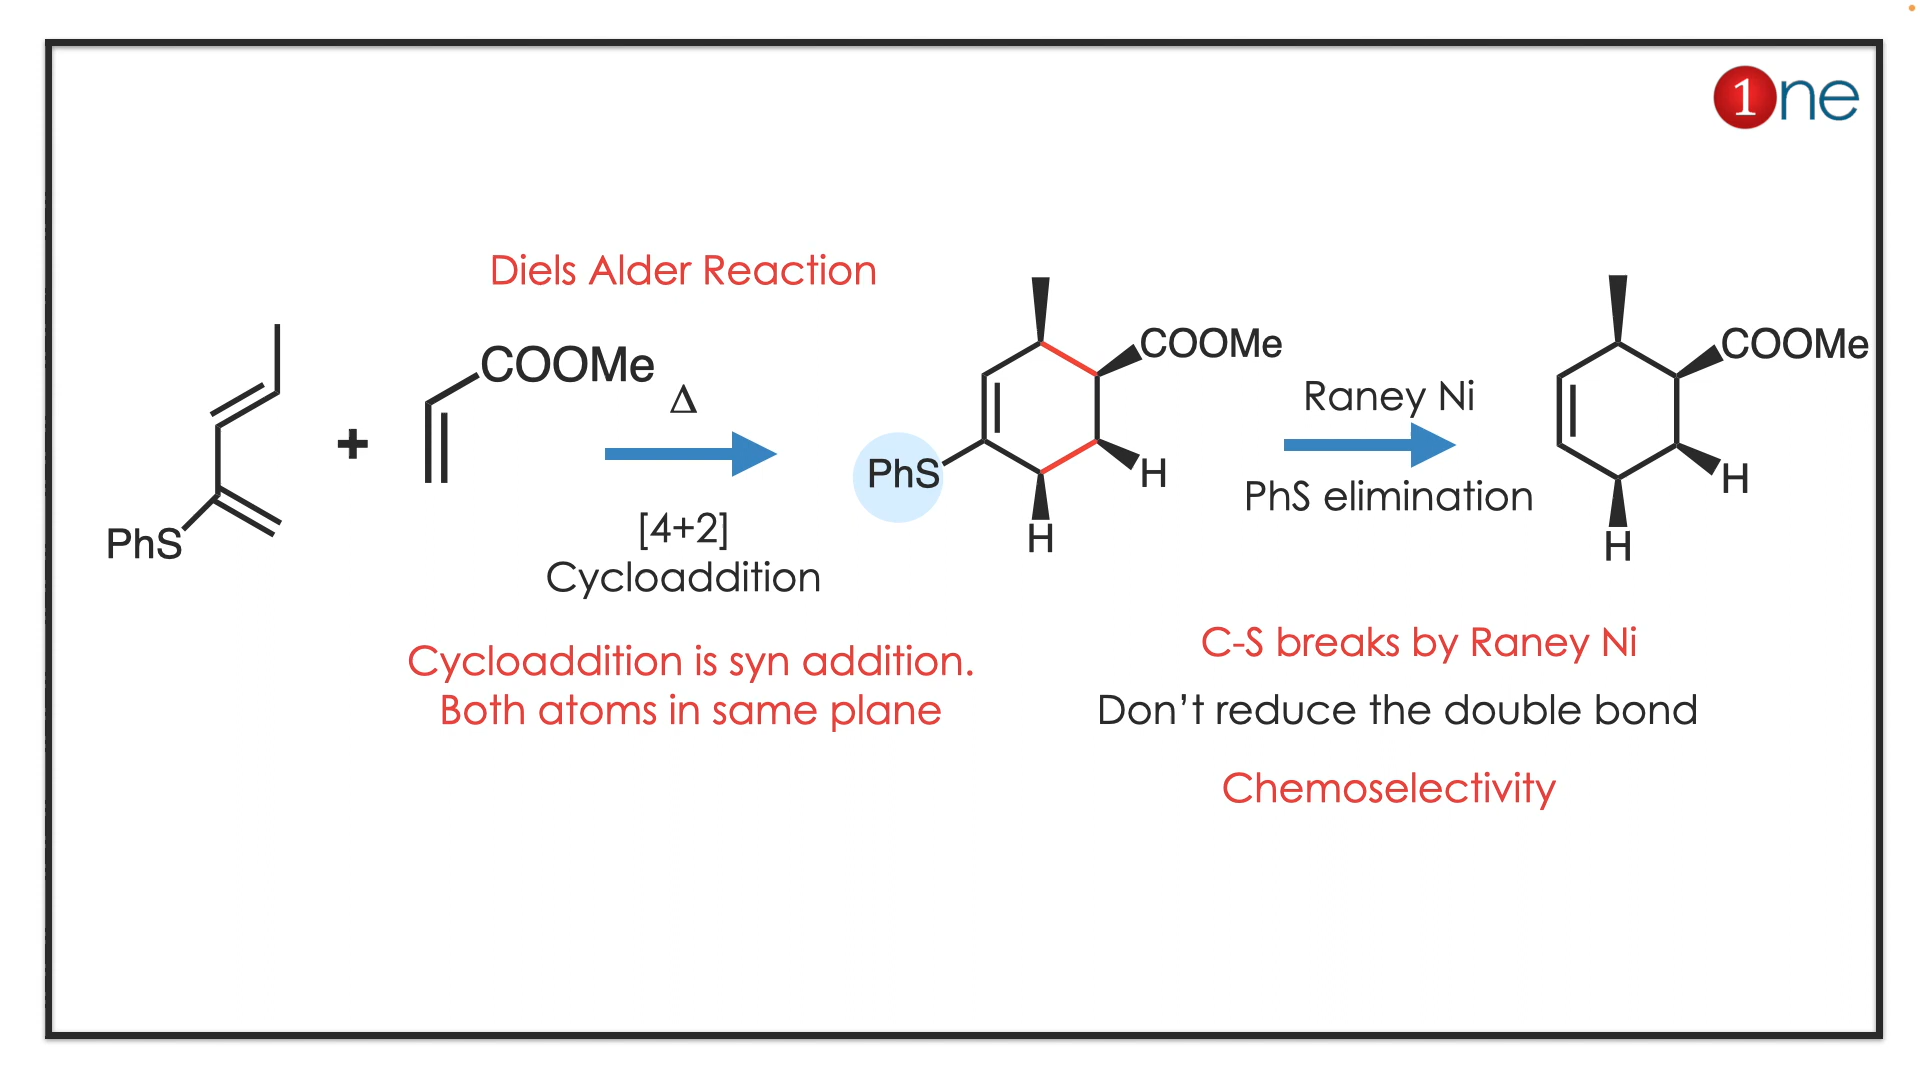 1ne
Diels Alder Reaction
PhS
+
COOMe
Δ
[4+2]
Cycloaddition
PhS
COOMe
H
H
Raney Ni
PhS elimination
COOMe
H
H
Cycloaddition is syn addition.
Both atoms in same plane
C-S breaks by Raney Ni
Don’t reduce the double bond
Chemoselectivity